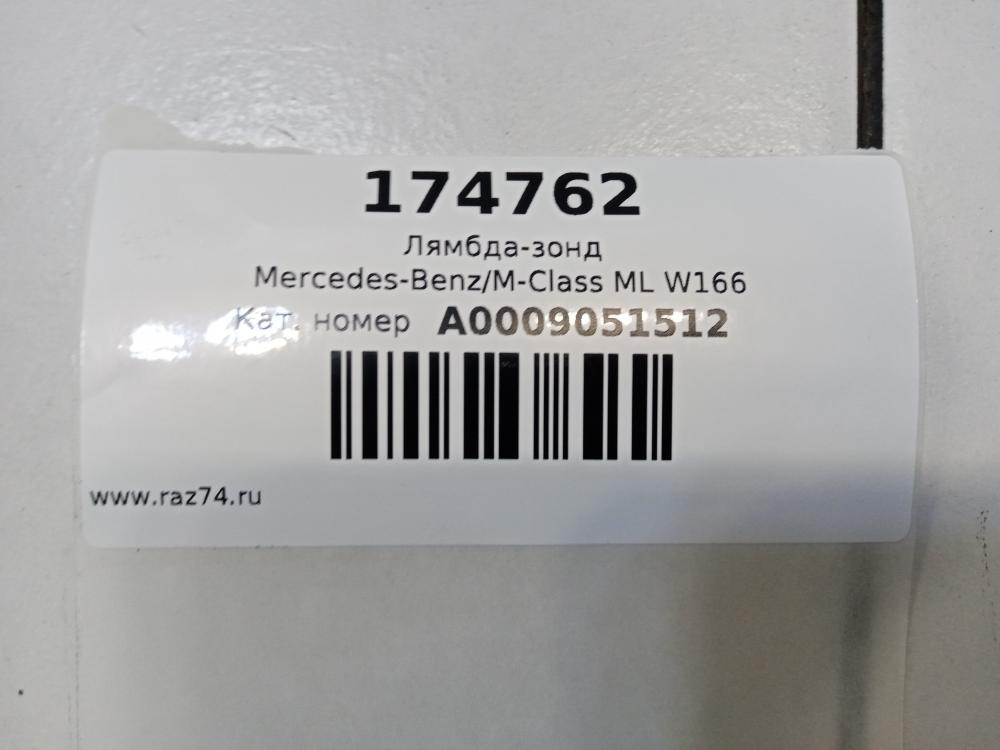 174762
Лямбда-зонд
Mercedes-Benz/M-Class ML W166
Кат. номер A0009051512
www.raz74.ru